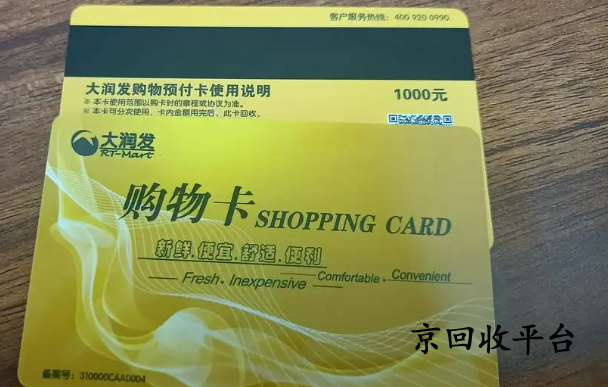 客户服务热线：400 920 0990
大润发购物预付卡使用说明
1000元
※ 本卡使用范围以购卡时的章程或协议为准。
※ 本卡可分次使用，卡内金额用完后，此卡回收。
大润发
RT-Mart
购物卡 SHOPPING CARD
新鲜.便宜.舒适.便利
Fresh. Inexpensive Comfortable. Convenient
京回收平台
备案号：310000CAA0004